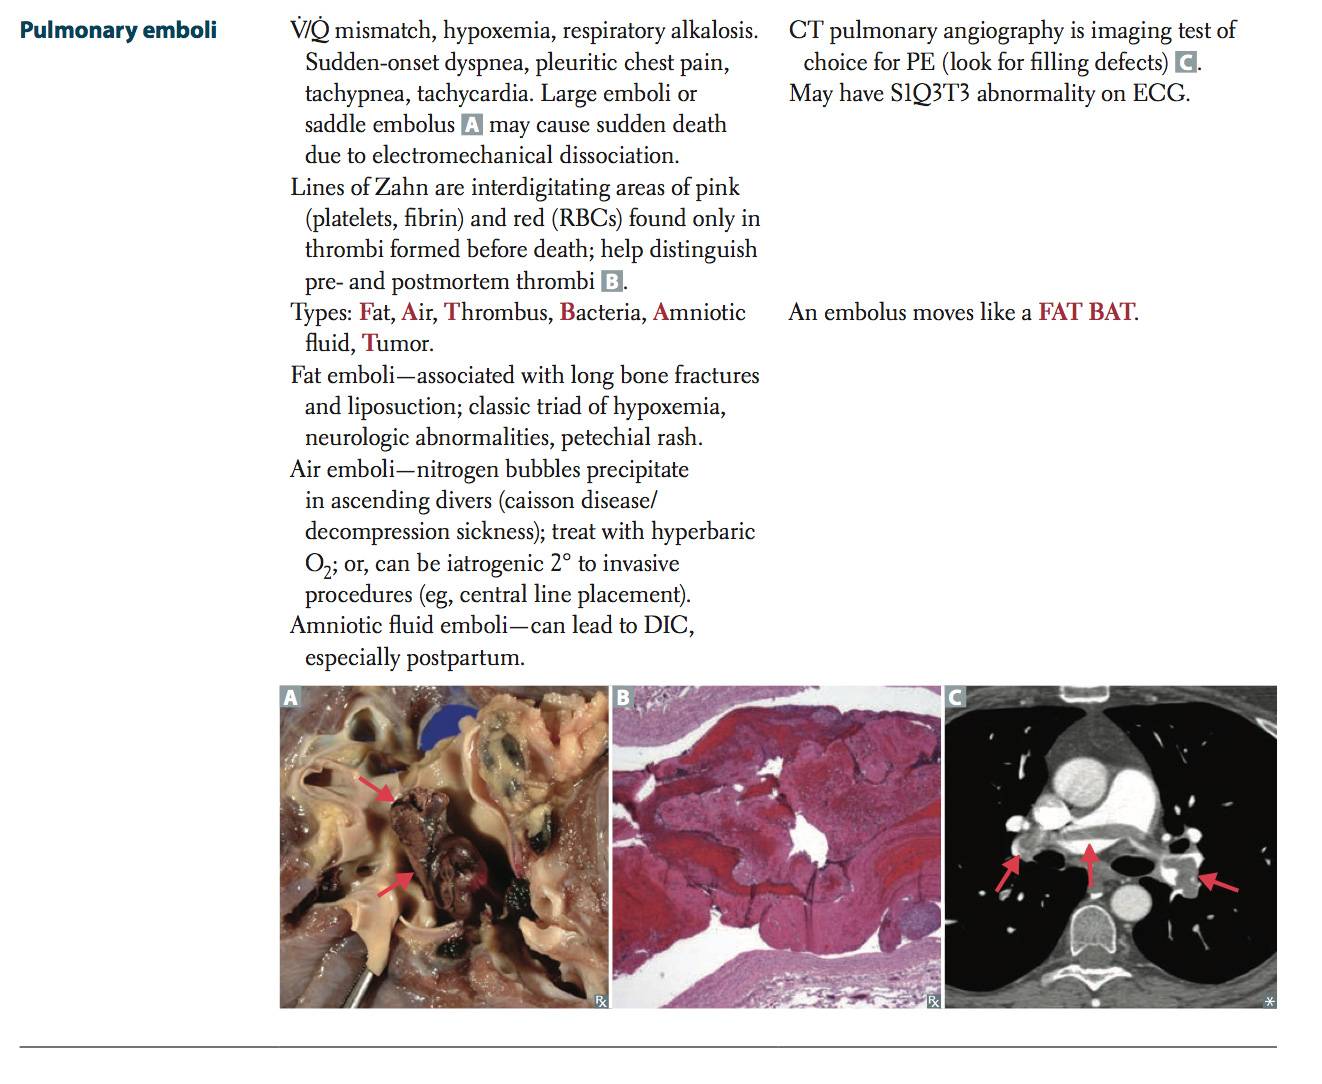 Pulmonary emboli
V̇/Q̇ mismatch, hypoxemia, respiratory alkalosis.
Sudden-onset dyspnea, pleuritic chest pain,
tachypnea, tachycardia. Large emboli or
saddle embolus A may cause sudden death
due to electromechanical dissociation.
Lines of Zahn are interdigitating areas of pink
(platelets, fibrin) and red (RBCs) found only in
thrombi formed before death; help distinguish
pre- and postmortem thrombi B.
Types: Fat, Air, Thrombus, Bacteria, Amniotic
fluid, Tumor.
Fat emboli—associated with long bone fractures
and liposuction; classic triad of hypoxemia,
neurologic abnormalities, petechial rash.
Air emboli—nitrogen bubbles precipitate
in ascending divers (caisson disease/
decompression sickness); treat with hyperbaric
O₂; or, can be iatrogenic 2° to invasive
procedures (eg, central line placement).
Amniotic fluid emboli—can lead to DIC,
especially postpartum.
CT pulmonary angiography is imaging test of
choice for PE (look for filling defects) C.
May have S1Q3T3 abnormality on ECG.
An embolus moves like a FAT BAT.
A
℞
B
℞
C
*